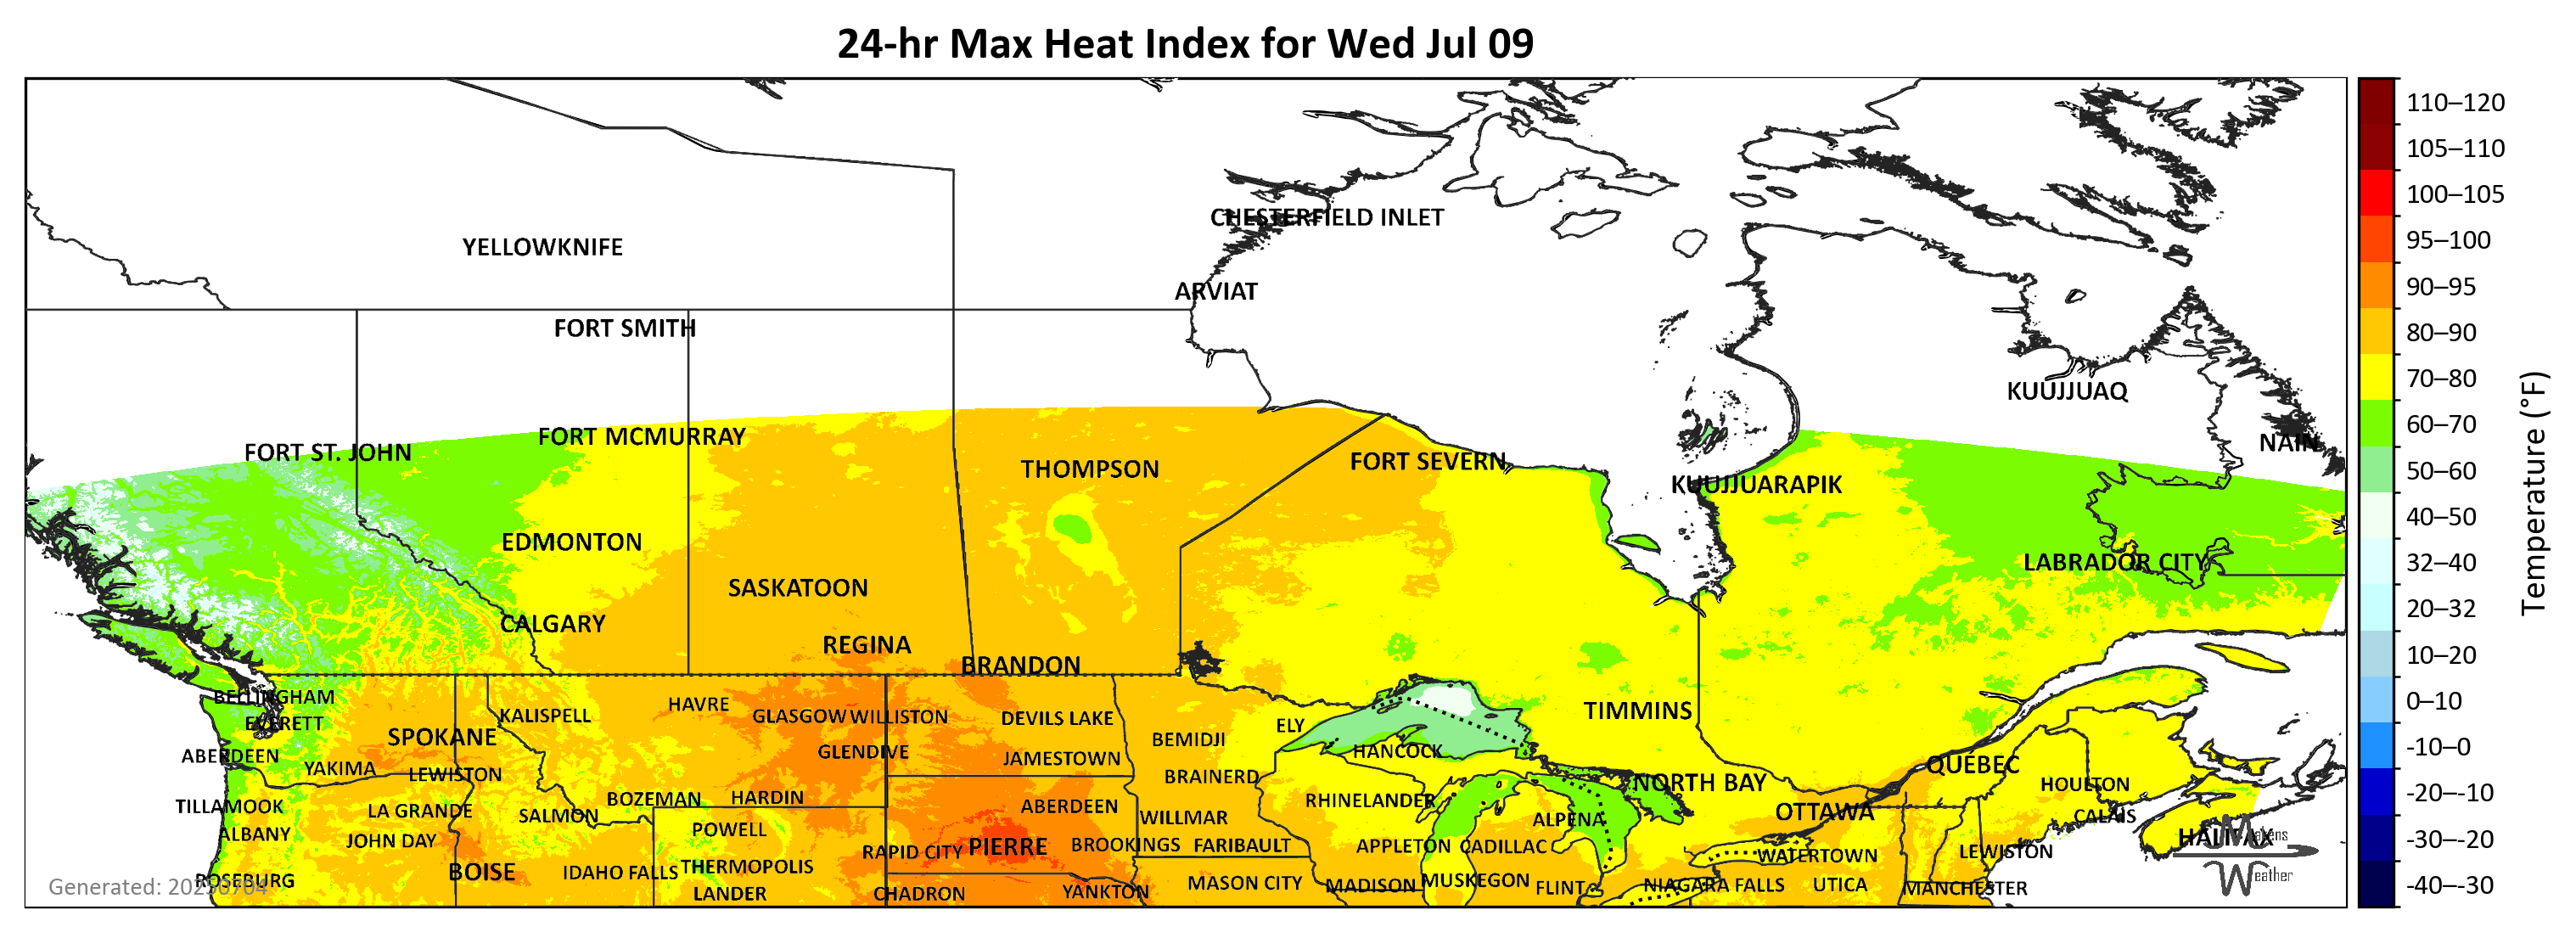 24-hr Max Heat Index for Wed Jul 09
110–120
105–110
CHESTERFIELD INLET
100–105
YELLOWKNIFE
95–100
ARVIAT
90–95
FORT SMITH
80–90
KUUJJUAQ
70–80
FORT MCMURRAY
60–70
FORT ST. JOHN
NAIN
THOMPSON
FORT SEVERN
50–60
KUUJJUARAPIK
Temperature (°F)
40–50
EDMONTON
LABRADOR CITY
32–40
SASKATOON
20–32
CALGARY
REGINA
10–20
BRANDON
BELLINGHAM
HAVRE
0–10
KALISPELL
GLASGOW
WILLISTON
DEVILS LAKE
TIMMINS
EVERETT
ELY
SPOKANE
BEMIDJI
-10–0
ABERDEEN
GLENDIVE
JAMESTOWN
HANCOCK
QUÉBEC
YAKIMA
LEWISTON
BRAINERD
NORTH BAY
HOULTON
-20–-10
TILLAMOOK
LA GRANDE
SALMON
BOZEMAN
HARDIN
ABERDEEN
WILLMAR
RHINELANDER
ALPENA
OTTAWA
CALAIS
ALBANY
JOHN DAY
POWELL
PIERRE
BROOKINGS
FARIBAULT
APPLETON
CADILLAC
HALIFAX
-30–-20
RAPID CITY
WATERTOWN
LEWISTON
BOISE
IDAHO FALLS
THERMOPOLIS
Matens
Weather
ROSEBURG
LANDER
CHADRON
YANKTON
MASON CITY
MADISON
MUSKEGON
FLINT
NIAGARA FALLS
UTICA
MANCHESTER
-40–-30
Generated: 20250704